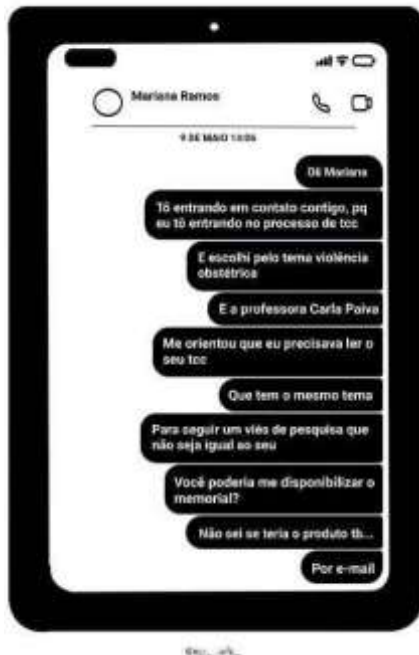 Mariana Ramos
9 DE MAIO 13:06
Oi Mariana
Tô entrando em contato contigo, pq
eu tô entrando no processo de tcc
E escolhi pelo tema violência
obstétrica
E a professora Carla Paiva
Me orientou que eu precisava ler o
seu tcc
Que tem o mesmo tema
Para seguir um viés de pesquisa que
não seja igual ao seu
Você poderia me disponibilizar o
memorial?
Não sei se teria o produto tb...
Por e-mail